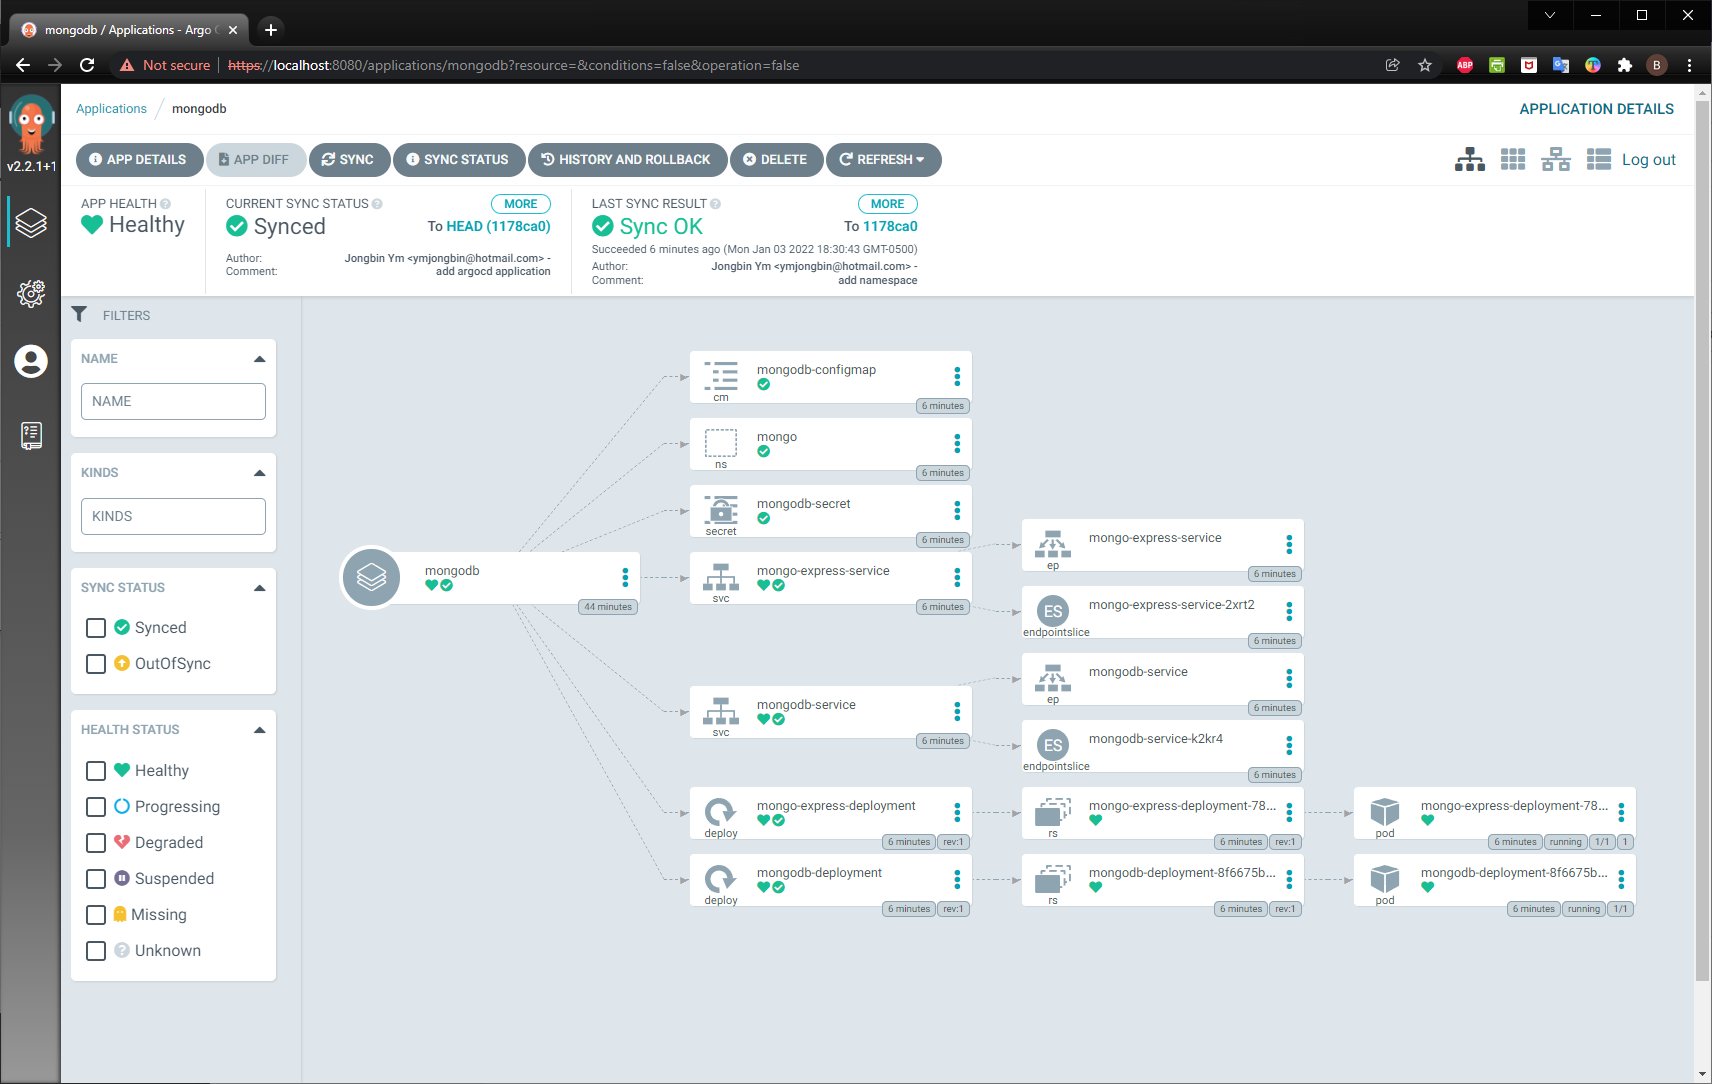 mongodb / Applications - Argo
Not secure
https://localhost:8080/applications/mongodb?resource=&conditions=false&operation=false
ABP
B
v2.2.1+1
Applications / mongodb
APPLICATION DETAILS
APP DETAILS
APP DIFF
SYNC
SYNC STATUS
HISTORY AND ROLLBACK
DELETE
REFRESH
Log out
APP HEALTH
Healthy
CURRENT SYNC STATUS
MORE
Synced
To HEAD (1178ca0)
Author:
Jongbin Ym <ymjongbin@hotmail.com> -
Comment:
add argocd application
LAST SYNC RESULT
MORE
Sync OK
To 1178ca0
Succeeded 6 minutes ago (Mon Jan 03 2022 18:30:43 GMT-0500)
Author:
Jongbin Ym <ymjongbin@hotmail.com> -
Comment:
add namespace
FILTERS
NAME
NAME
KINDS
KINDS
SYNC STATUS
Synced
OutOfSync
HEALTH STATUS
Healthy
Progressing
Degraded
Suspended
Missing
Unknown
mongodb
44 minutes
mongodb-configmap
cm
6 minutes
mongo
ns
6 minutes
mongodb-secret
secret
6 minutes
mongo-express-service
svc
6 minutes
mongodb-service
svc
6 minutes
mongo-express-deployment
deploy
6 minutes
rev:1
mongodb-deployment
deploy
6 minutes
rev:1
mongo-express-service
ep
6 minutes
ES
mongo-express-service-2xrt2
endpointslice
6 minutes
mongodb-service
ep
6 minutes
ES
mongodb-service-k2kr4
endpointslice
6 minutes
mongo-express-deployment-78...
rs
6 minutes
rev:1
mongodb-deployment-8f6675b...
rs
6 minutes
rev:1
mongo-express-deployment-78...
pod
6 minutes
running
1/1
1
mongodb-deployment-8f6675b...
pod
6 minutes
running
1/1